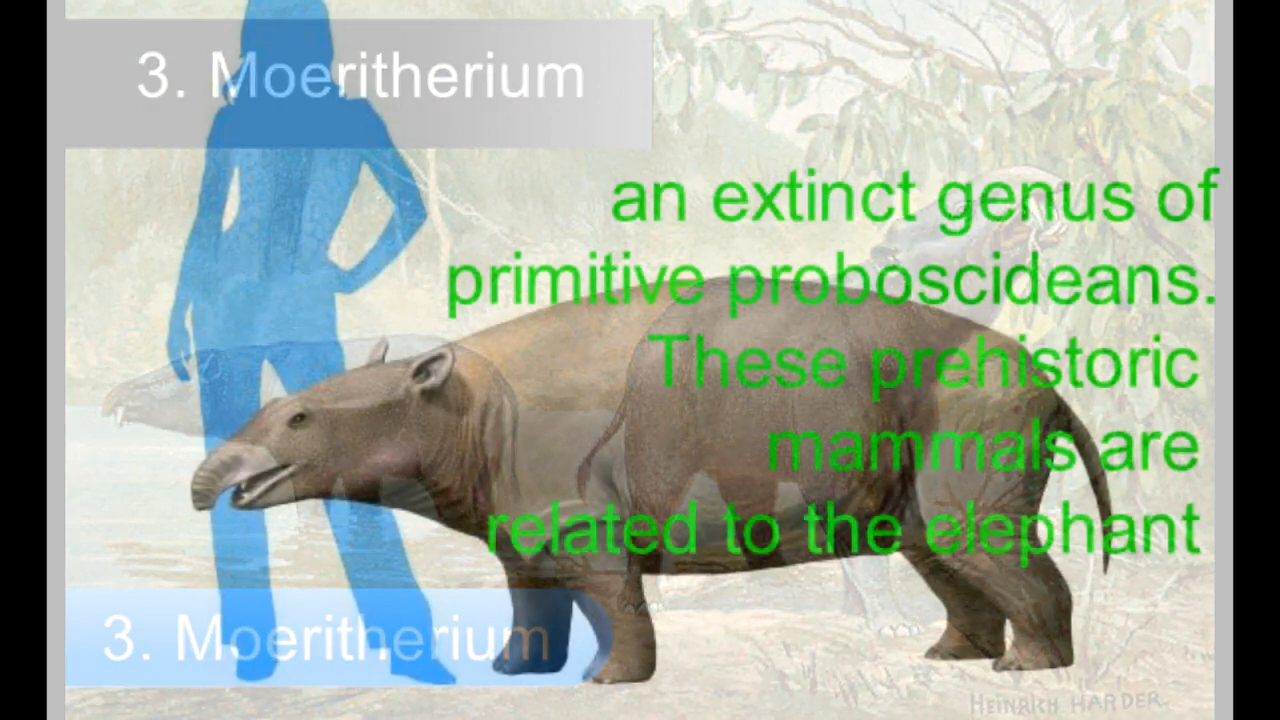 3. Moeritherium
an extinct genus of
primitive proboscideans.
These prehistoric
mammals are
related to the elephant
3. Moeritherium
HEINRICH HARDER